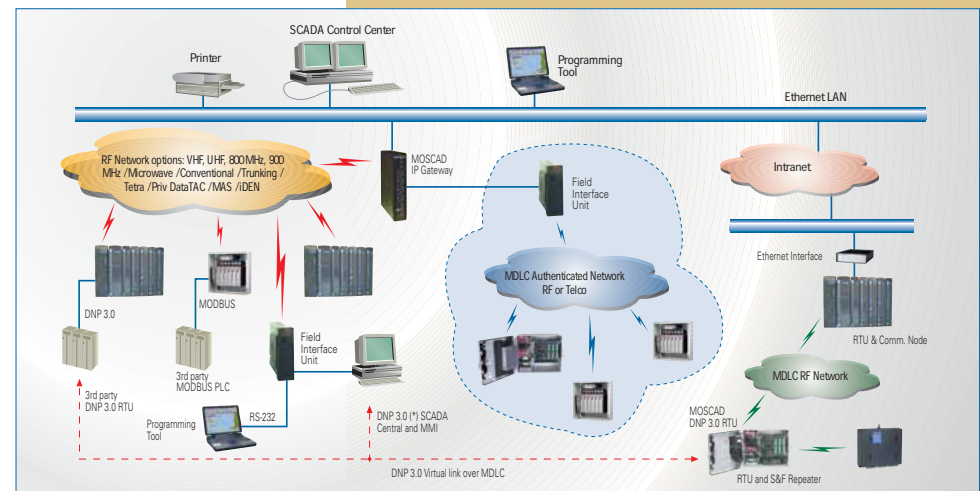 SCADA Control Center
Printer
Programming
Tool
Ethernet LAN
RF Network options: VHF, UHF, 800 MHz, 900
MHz /Microwave /Conventional /Trunking /
Tetra /Priv DataTAC /MAS /iDEN
MOSCAD
IP Gateway
Field
Interface
Unit
Intranet
Ethernet Interface
MDLC Authenticated Network
RF or Telco
DNP 3.0
MODBUS
RTU & Comm. Node
Field
Interface
Unit
3rd party
DNP 3.0 RTU
3rd party
MODBUS PLC
MDLC RF Network
Programming
Tool
RS-232
DNP 3.0 (*) SCADA
Central and MMI
MOSCAD
DNP 3.0 RTU
DNP 3.0 Virtual link over MDLC
RTU and S&F Repeater